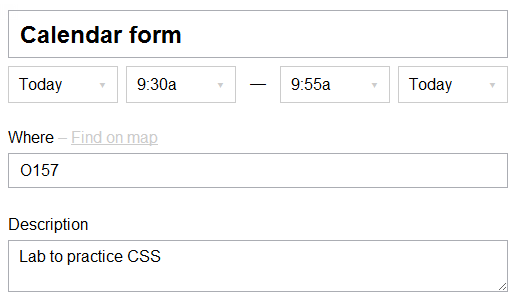 Calendar form
Today 9:30a — 9:55a Today
Where – Find on map
O157
Description
Lab to practice CSS